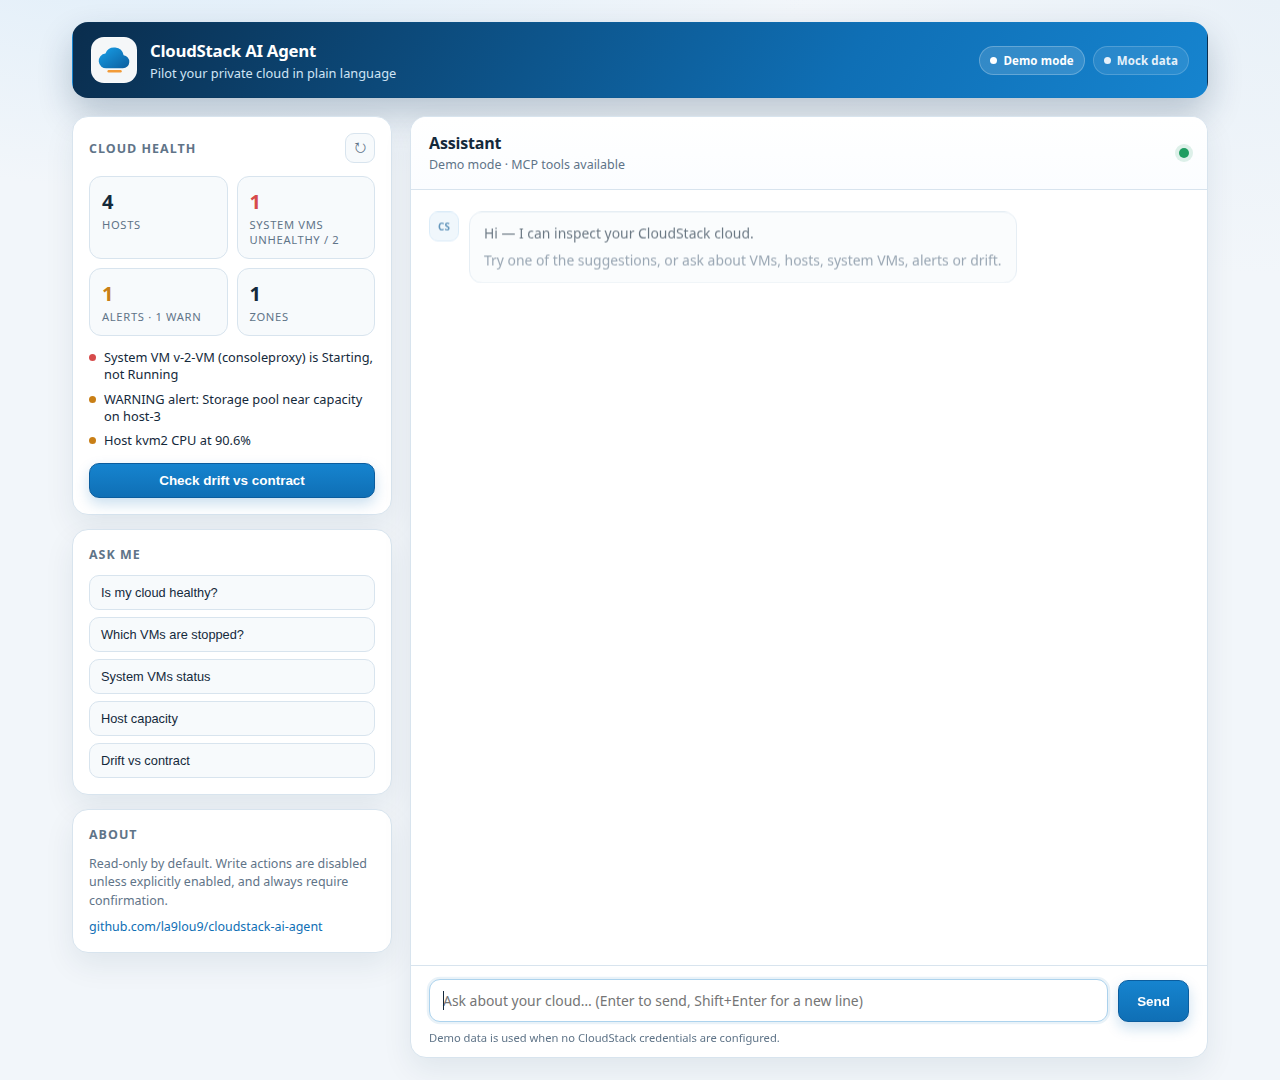 CloudStack AI Agent
Pilot your private cloud in plain language
Demo mode
Mock data
CLOUD HEALTH
↻
4
HOSTS
1
SYSTEM VMS
UNHEALTHY / 2
1
ALERTS · 1 WARN
1
ZONES
System VM v-2-VM (consoleproxy) is Starting,
not Running
WARNING alert: Storage pool near capacity
on host-3
Host kvm2 CPU at 90.6%
Check drift vs contract
ASK ME
Is my cloud healthy?
Which VMs are stopped?
System VMs status
Host capacity
Drift vs contract
ABOUT
Read-only by default. Write actions are disabled
unless explicitly enabled, and always require
confirmation.
github.com/la9lou9/cloudstack-ai-agent
Assistant
Demo mode · MCP tools available
CS
Hi — I can inspect your CloudStack cloud.
Try one of the suggestions, or ask about VMs, hosts, system VMs, alerts or drift.
Ask about your cloud... (Enter to send, Shift+Enter for a new line)
Send
Demo data is used when no CloudStack credentials are configured.